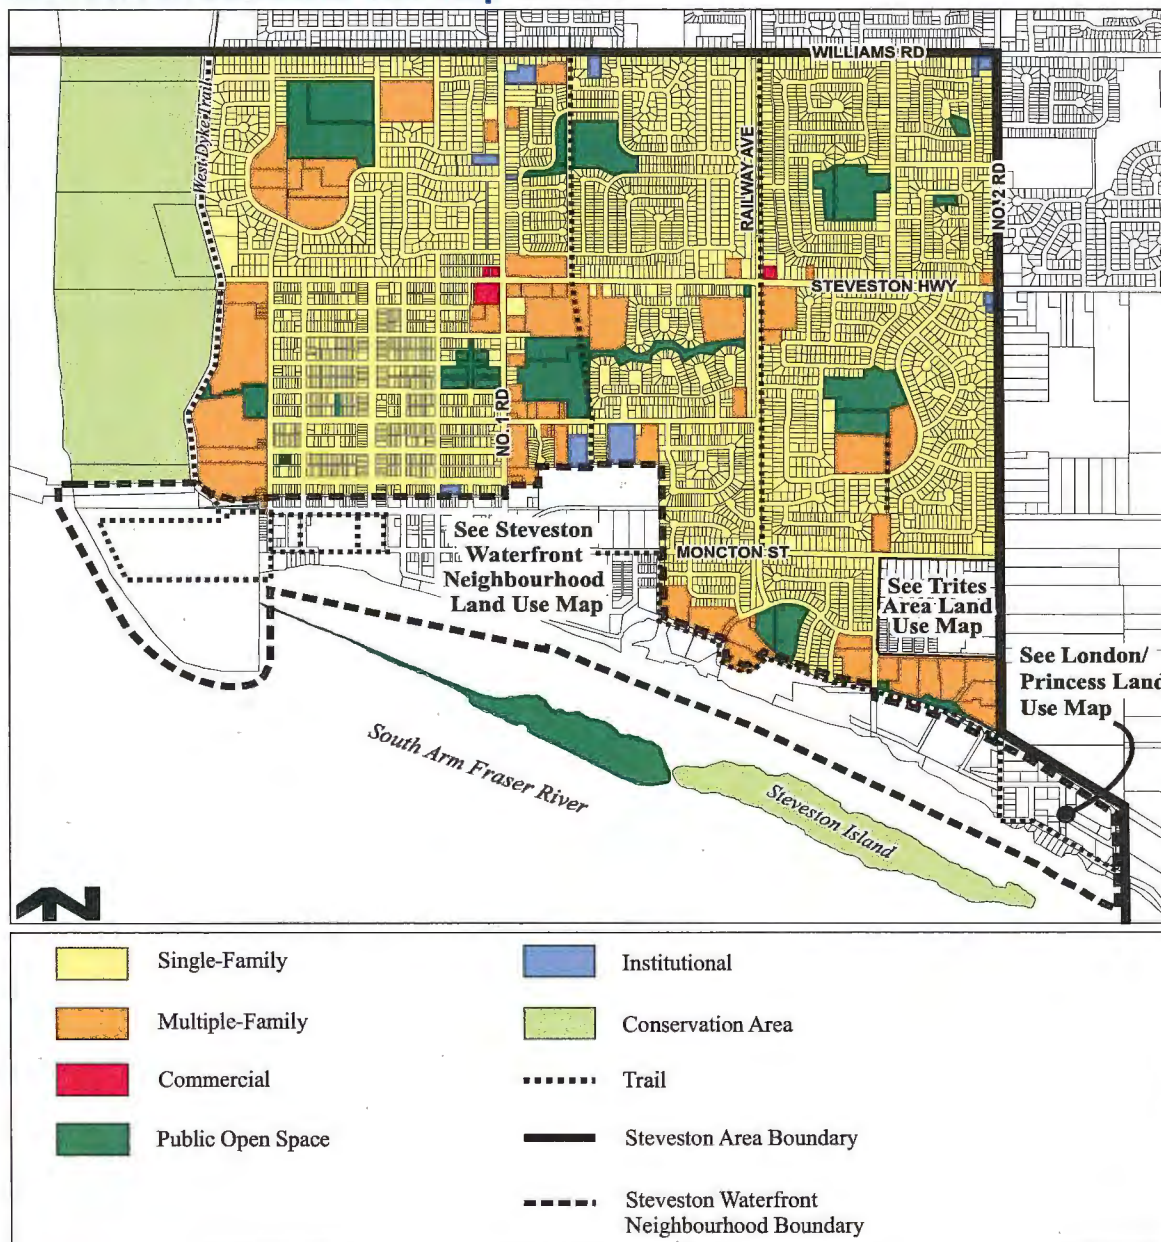 WILLIAMS RD
West Dyke Trail
RAILWAY AVE
NO. 2 RD
STEVESTON HWY
NO. 1 RD
See Steveston
Waterfront
Neighbourhood
Land Use Map
MONCTON ST
See Trites
Area Land
Use Map
See London/
Princess Land
Use Map
South Arm Fraser River
Steveston Island
Single-Family
Multiple-Family
Commercial
Public Open Space
Institutional
Conservation Area
Trail
Steveston Area Boundary
Steveston Waterfront
Neighbourhood Boundary